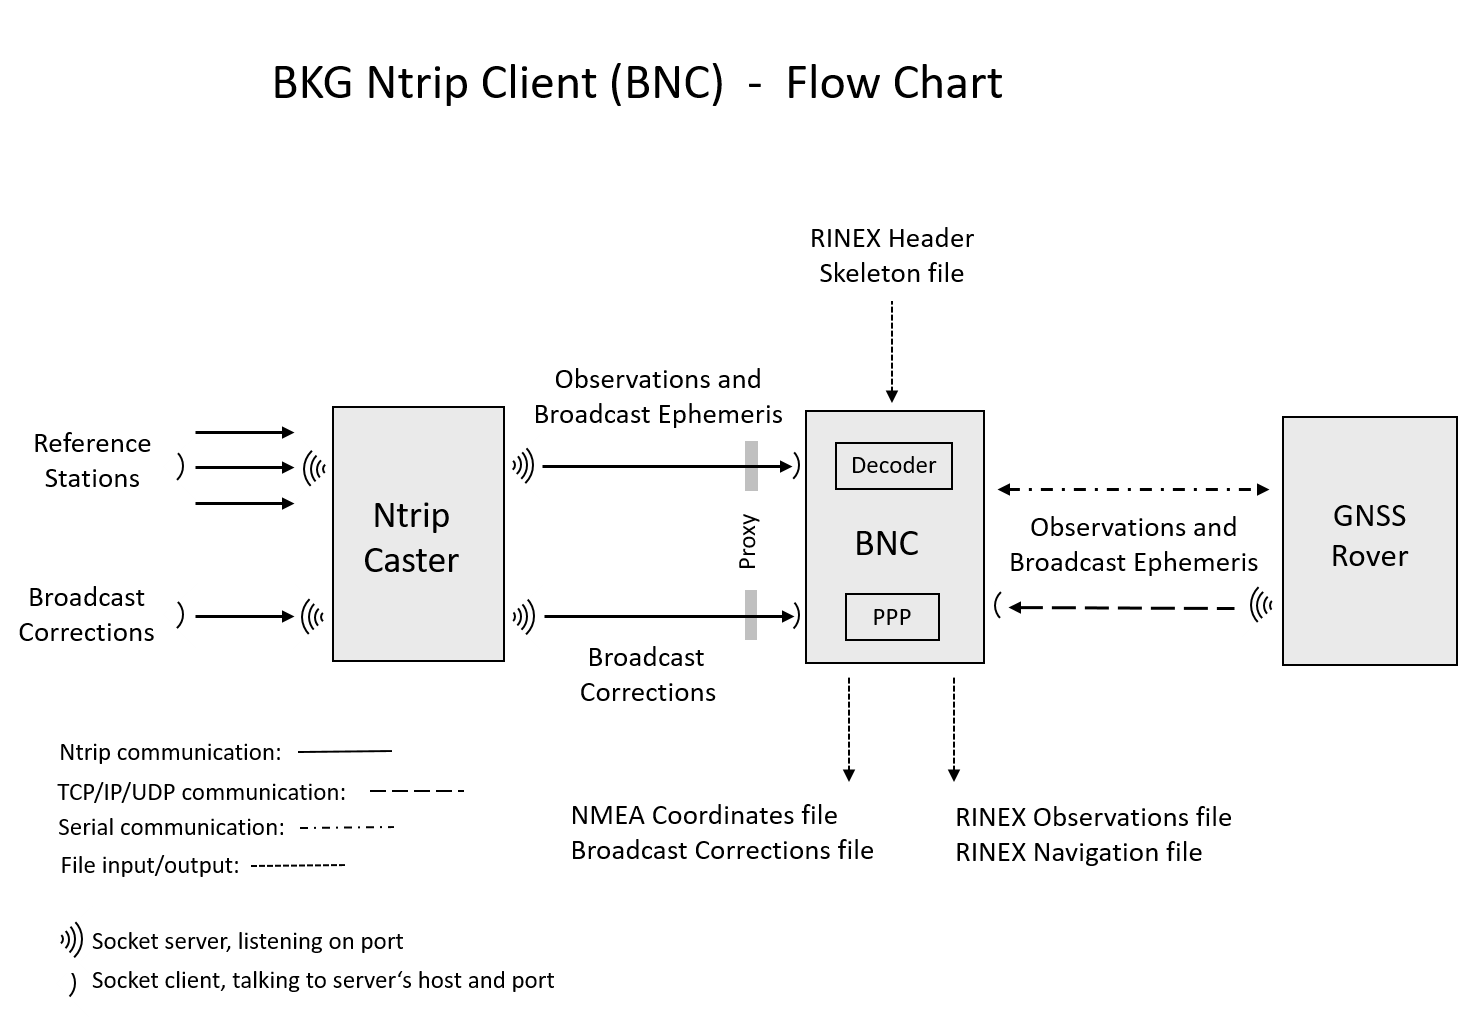 BKG Ntrip Client (BNC)  -  Flow Chart
RINEX Header
Skeleton file
Observations and
Broadcast Ephemeris
Reference
Stations
Decoder
Ntrip
Caster
Proxy
BNC
GNSS
Rover
Observations and
Broadcast Ephemeris
Broadcast
Corrections
PPP
Broadcast
Corrections
Ntrip communication:
TCP/IP/UDP communication:
Serial communication:
File input/output:
NMEA Coordinates file
Broadcast Corrections file
RINEX Observations file
RINEX Navigation file
Socket server, listening on port
Socket client, talking to server‘s host and port